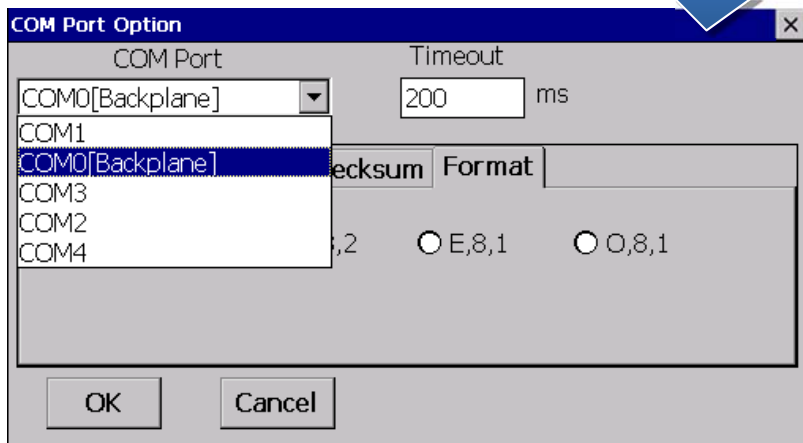 COM Port Option
COM Port
Timeout
COM0[Backplane]
200
ms
COM1
COM0[Backplane]
COM3
COM2
COM4
ecksum
Format
,2
E,8,1
O,8,1
OK
Cancel